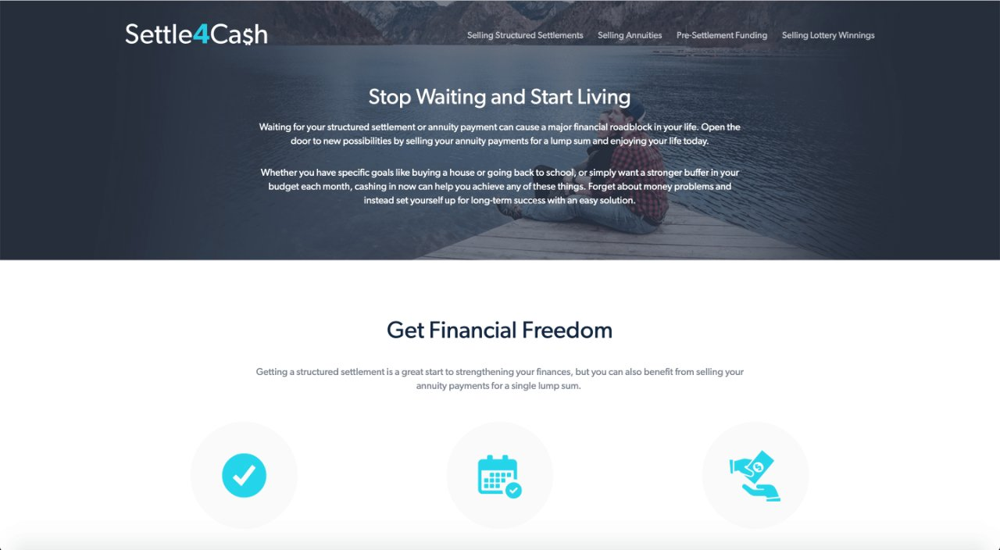 Settle4Ca$h
Selling Structured Settlements
Selling Annuities
Pre-Settlement Funding
Selling Lottery Winnings
Stop Waiting and Start Living
Waiting for your structured settlement or annuity payment can cause a major financial roadblock in your life. Open the
door to new possibilities by selling your annuity payments for a lump sum and enjoying your life today.
Whether you have specific goals like buying a house or going back to school, or simply want a stronger buffer in your
budget each month, cashing in now can help you achieve any of these things. Forget about money problems and
instead set yourself up for long-term success with an easy solution.
Get Financial Freedom
Getting a structured settlement is a great start to strengthening your finances, but you can also benefit from selling your
annuity payments for a single lump sum.
$